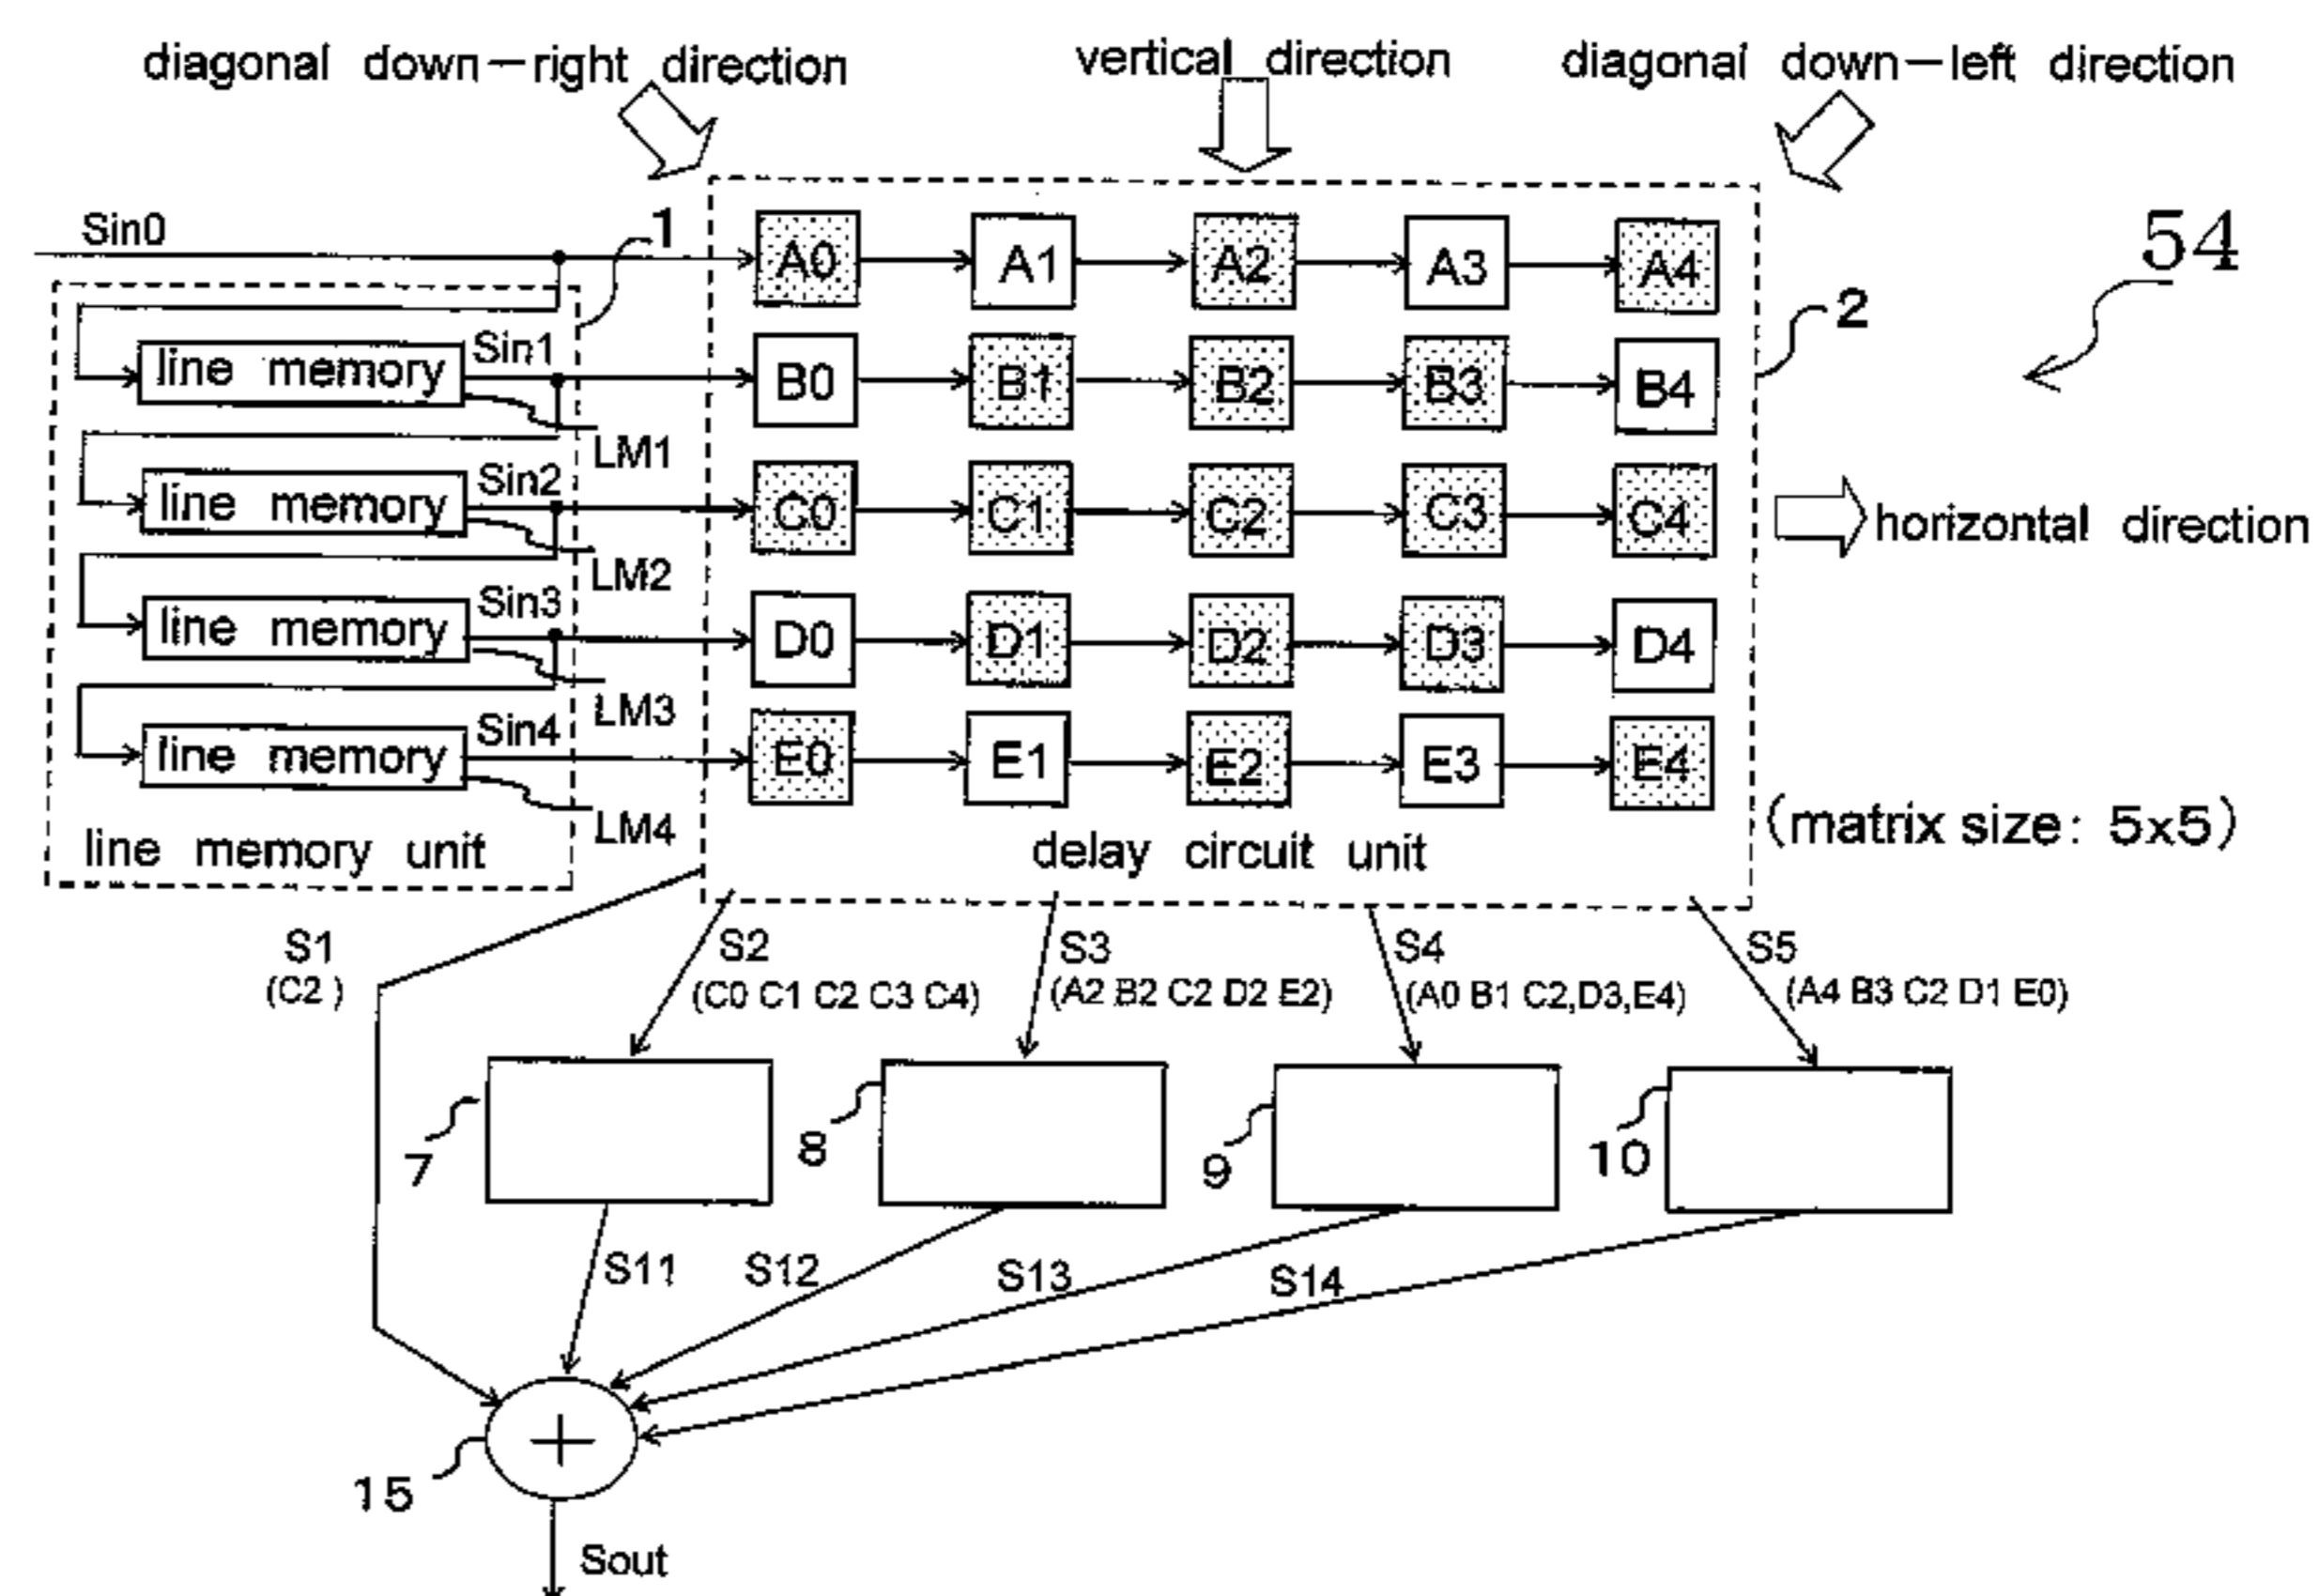 diagonal down-right direction
vertical direction
diagonal down-left direction
Sin0
1
A0 A1 A2 A3 A4
54
2
line memory
Sin1
LM1
B0 B1 B2 B3 B4
line memory
Sin2
LM2
C0 C1 C2 C3 C4
horizontal direction
line memory
Sin3
LM3
D0 D1 D2 D3 D4
line memory
Sin4
LM4
E0 E1 E2 E3 E4
line memory unit
delay circuit unit
(matrix size: 5x5)
S1
(C2 )
S2
(C0 C1 C2 C3 C4)
S3
(A2 B2 C2 D2 E2)
S4
(A0 B1 C2,D3,E4)
S5
(A4 B3 C2 D1 E0)
7
8
9
10
S11
S12
S13
S14
+
15
Sout